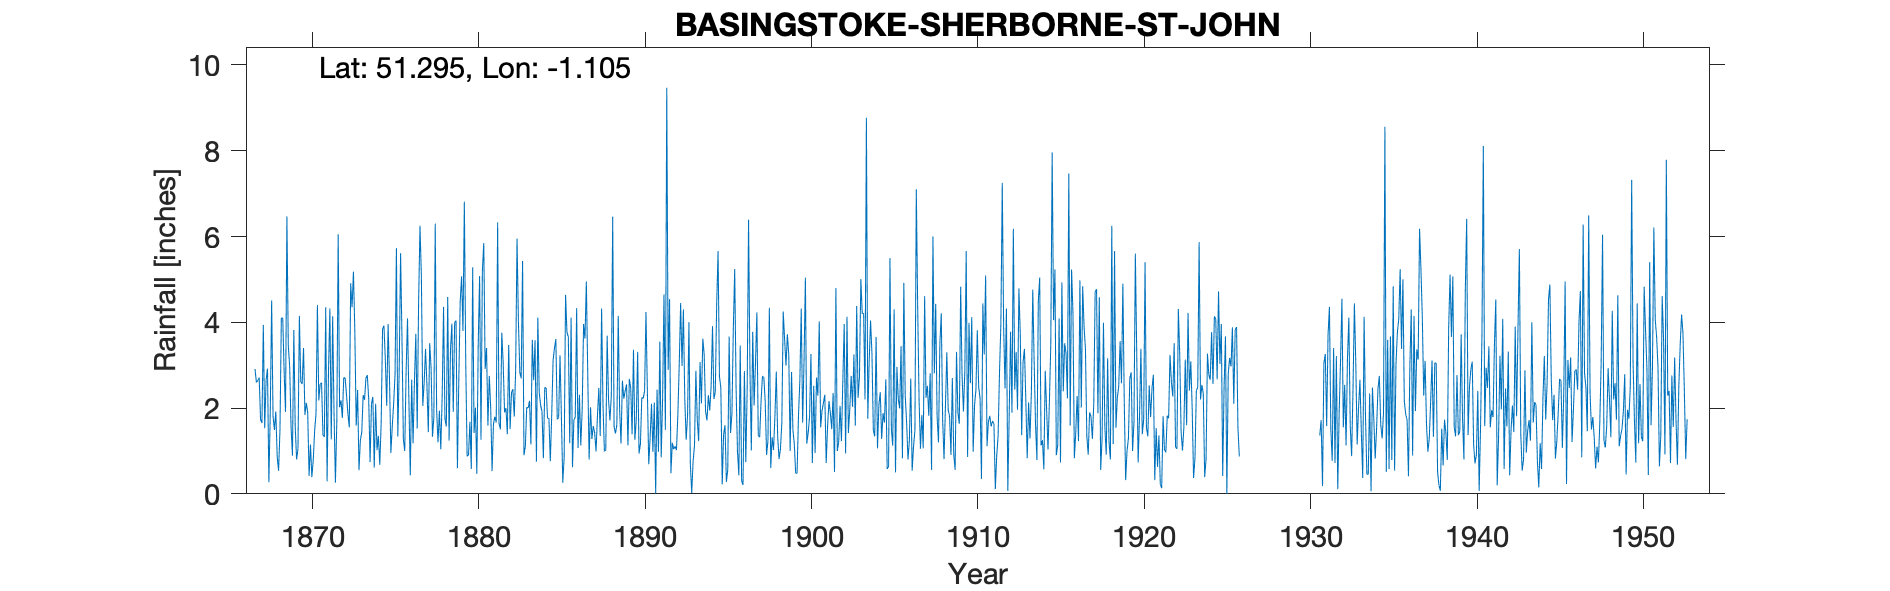 BASINGSTOKE-SHERBORNE-ST-JOHN
Lat: 51.295, Lon: -1.105
10
8
6
4
2
0
Rainfall [inches]
1870 1880 1890 1900 1910 1920 1930 1940 1950
Year